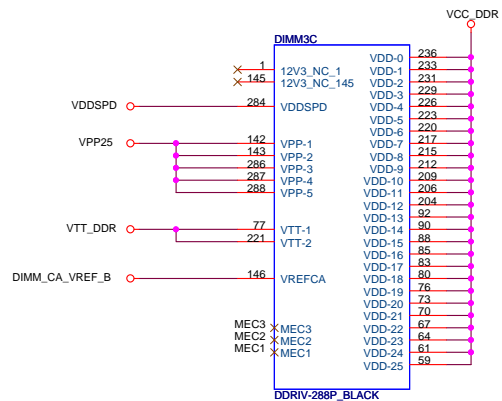 VCC_DDR
DIMM3C
1 12V3_NC_1
145 12V3_NC_145
VDDSPD 284 VDDSPD
VPP25 142 VPP-1
143 VPP-2
286 VPP-3
287 VPP-4
288 VPP-5
VTT_DDR 77 VTT-1
221 VTT-2
DIMM_CA_VREF_B 146 VREFCA
MEC3 MEC3
MEC2 MEC2
MEC1 MEC1
VDD-0 236
VDD-1 233
VDD-2 231
VDD-3 229
VDD-4 226
VDD-5 223
VDD-6 220
VDD-7 217
VDD-8 215
VDD-9 212
VDD-10 209
VDD-11 206
VDD-12 204
VDD-13 92
VDD-14 90
VDD-15 88
VDD-16 85
VDD-17 83
VDD-18 80
VDD-19 76
VDD-20 73
VDD-21 70
VDD-22 67
VDD-23 64
VDD-24 61
VDD-25 59
DDRIV-288P_BLACK